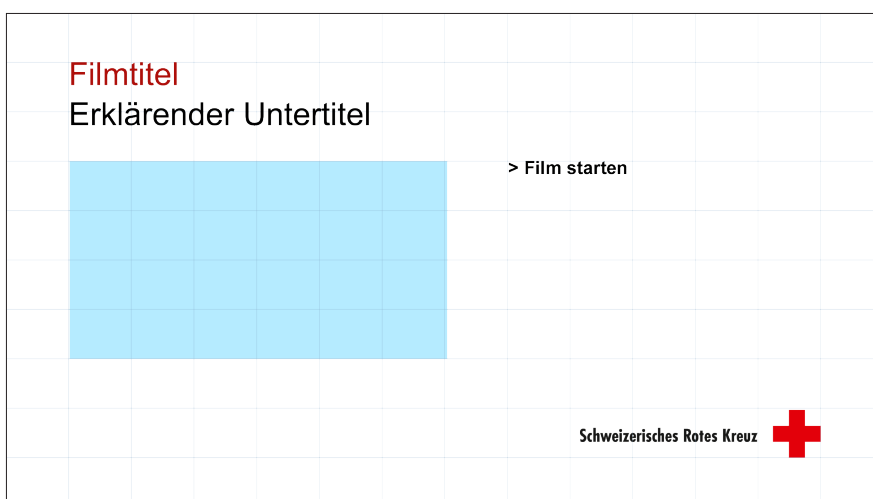 Filmtitel
Erklärender Untertitel
> Film starten
Schweizerisches Rotes Kreuz